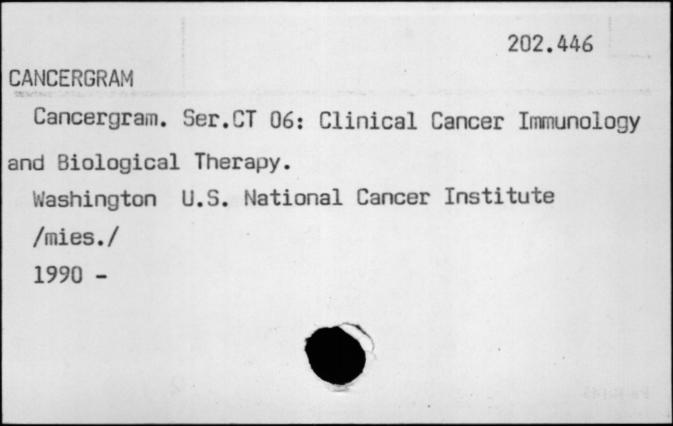 202.446
CANCERGRAM
Cancergram. Ser.CT 06: Clinical Cancer Immunology
and Biological Therapy.
Washington U.S. National Cancer Institute
/mies./
1990 -